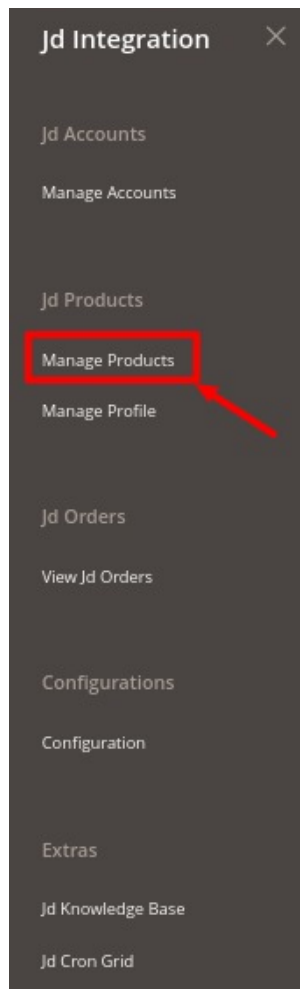 Jd Integration
Jd Accounts
Manage Accounts
Jd Products
Manage Products
Manage Profile
Jd Orders
View Jd Orders
Configurations
Configuration
Extras
Jd Knowledge Base
Jd Cron Grid